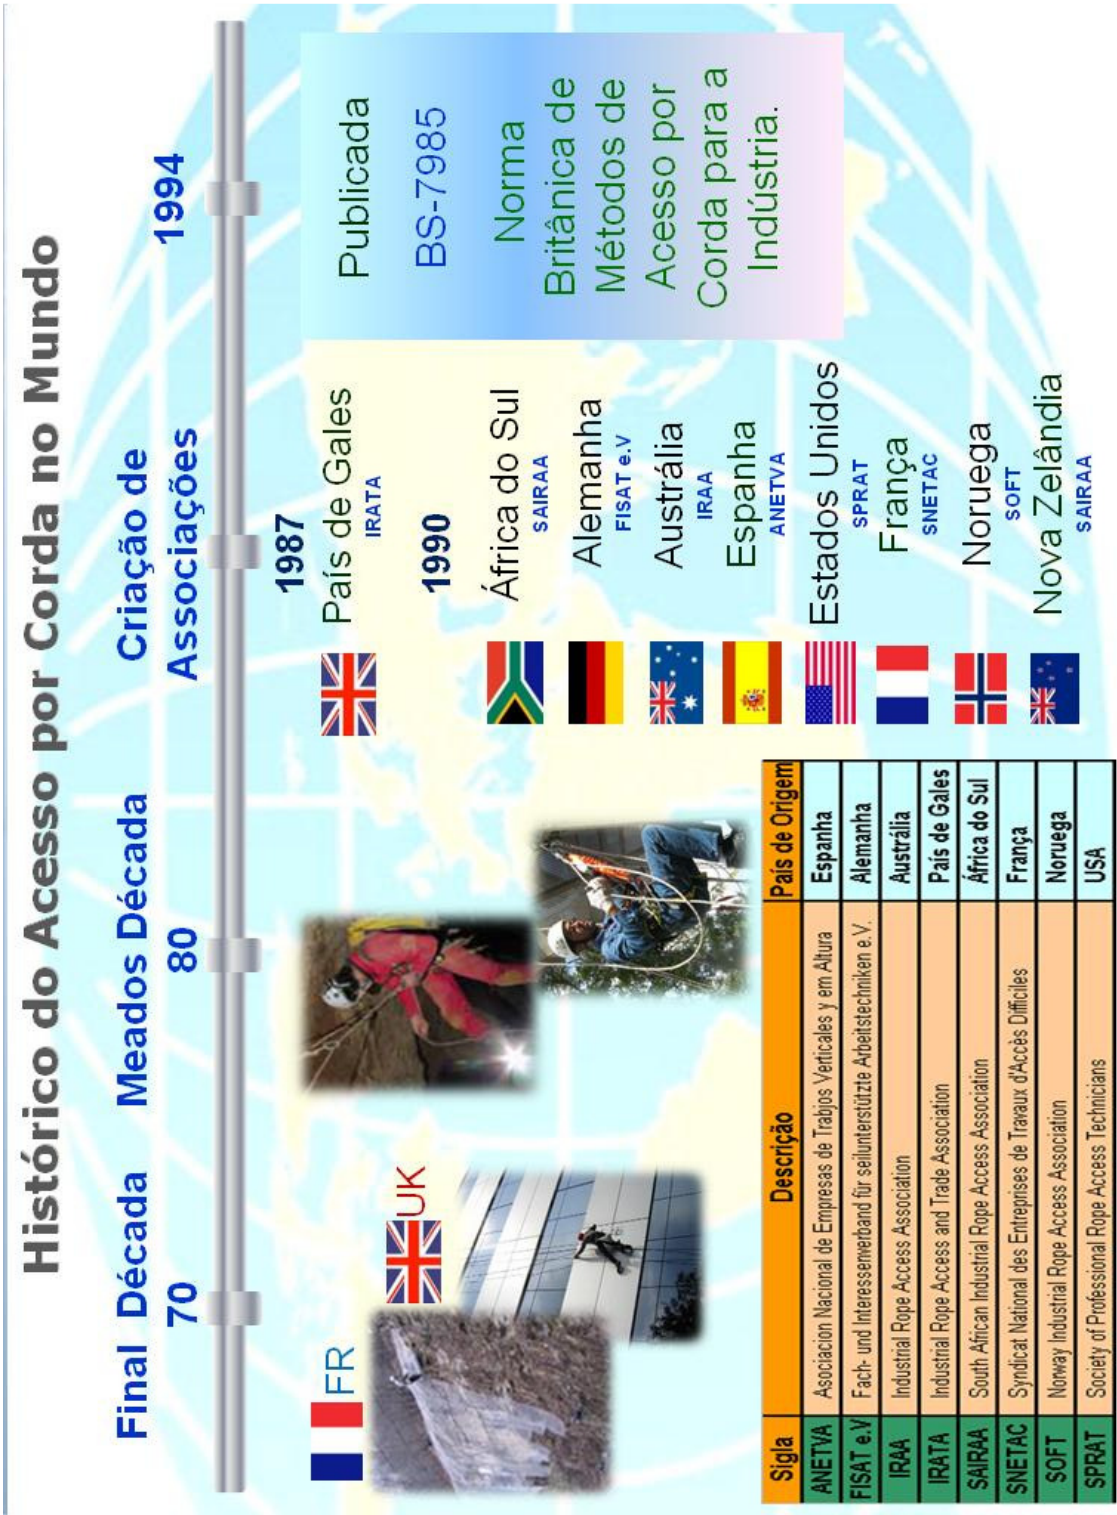 Histórico do Acesso por Corda no Mundo
Final Década
70
Meados Década
80
Criação de
Associações
1994
FR
UK
1987
País de Gales
IRATA
1990
África do Sul
SAIRAA
Alemanha
FISAT e.V
Austrália
IRAA
Espanha
ANETVA
Estados Unidos
SPRAT
França
SNETAC
Noruega
SOFT
Nova Zelândia
SAIRAA
Publicada
BS-7985
Norma
Britânica de
Métodos de
Acesso por
Corda para a
Indústria.
Sigla Descrição País de Origem
ANETVA Asociacion Nacional de Empresas de Trabjos Verticales y em Altura Espanha
FISAT e.V Fach- und Interessenverband für seilunterstützte Arbeitstechniken e.V. Alemanha
IRAA Industrial Rope Access Association Austrália
IRATA Industrial Rope Access and Trade Association País de Gales
SAIRAA South African Industrial Rope Access Association África do Sul
SNETAC Syndicat National des Entreprises de Travaux d'Accès Difficiles França
SOFT Norway Industrial Rope Access Association Noruega
SPRAT Society of Professional Rope Access Technicians USA